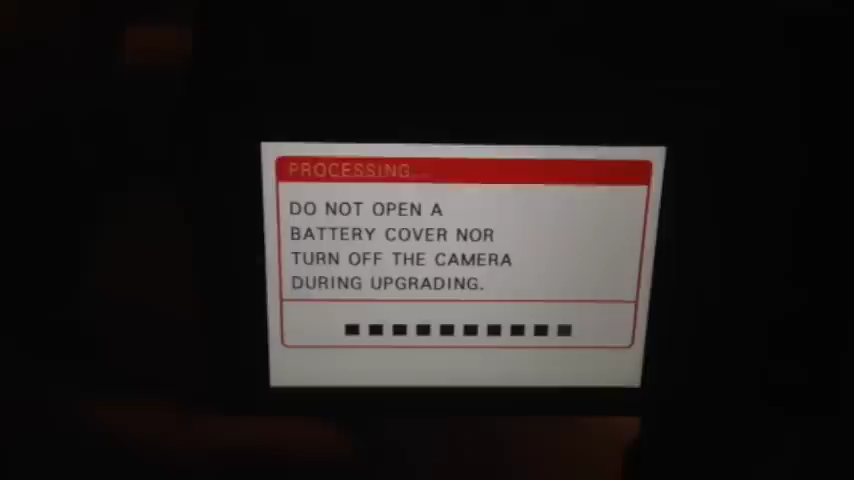 PROCESSING...
DO NOT OPEN A
BATTERY COVER NOR
TURN OFF THE CAMERA
DURING UPGRADING.